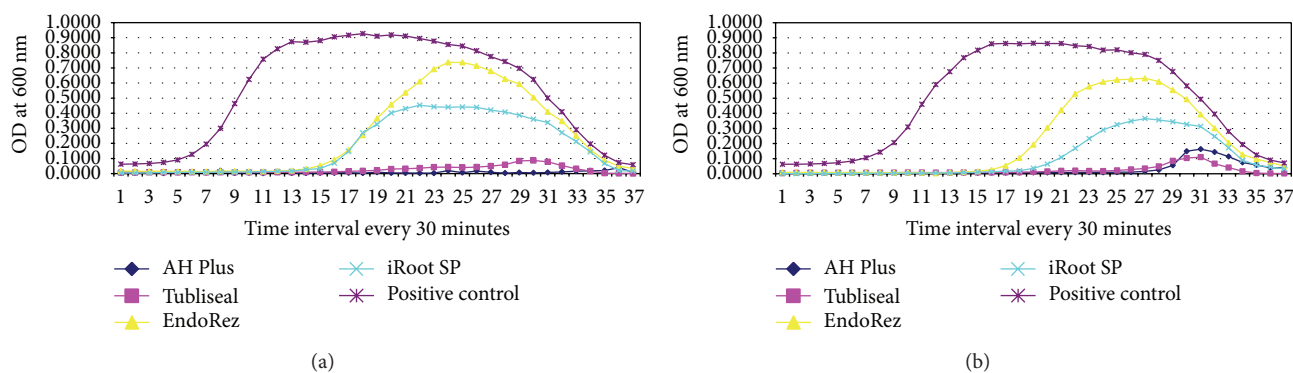 OD at 600 nm
1.0000
0.9000
0.8000
0.7000
0.6000
0.5000
0.4000
0.3000
0.2000
0.1000
0.0000
1 3 5 7 9 11 13 15 17 19 21 23 25 27 29 31 33 35 37
Time interval every 30 minutes
AH Plus
Tubliseal
EndoRez
iRoot SP
Positive control
(a)
OD at 600 nm
1.0000
0.9000
0.8000
0.7000
0.6000
0.5000
0.4000
0.3000
0.2000
0.1000
0.0000
1 3 5 7 9 11 13 15 17 19 21 23 25 27 29 31 33 35 37
Time interval every 30 minutes
AH Plus
Tubliseal
EndoRez
iRoot SP
Positive control
(b)